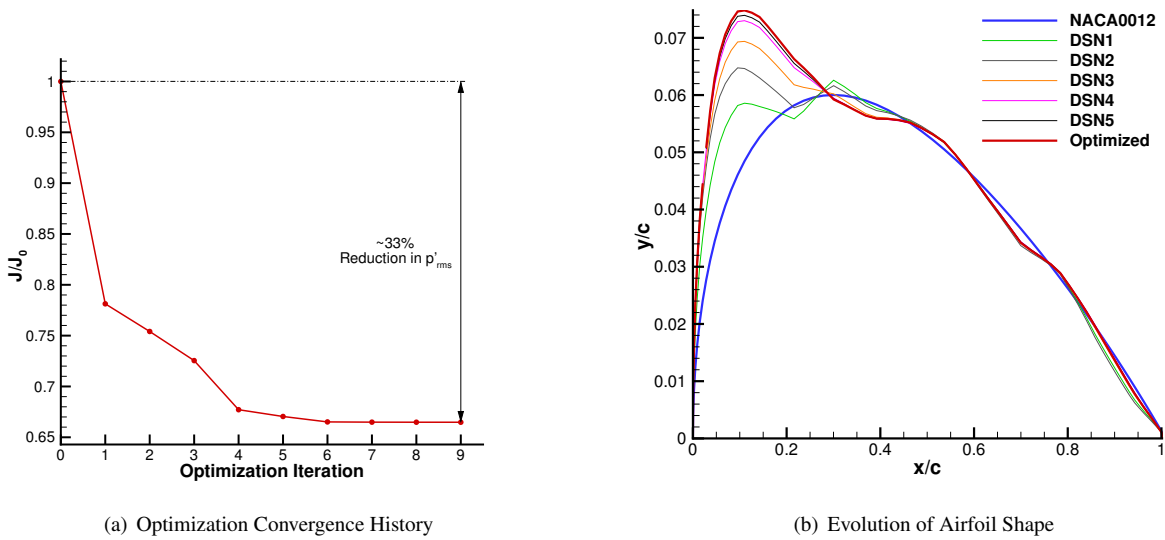 1
0.95
0.9
0.85
0.8
0.75
0.7
0.65
J/J0
~33%
Reduction in p'rms
0 1 2 3 4 5 6 7 8 9
Optimization Iteration
(a) Optimization Convergence History
0.07
0.06
0.05
0.04
0.03
0.02
0.01
0
y/c
NACA0012
DSN1
DSN2
DSN3
DSN4
DSN5
Optimized
0 0.2 0.4 0.6 0.8 1
x/c
(b) Evolution of Airfoil Shape